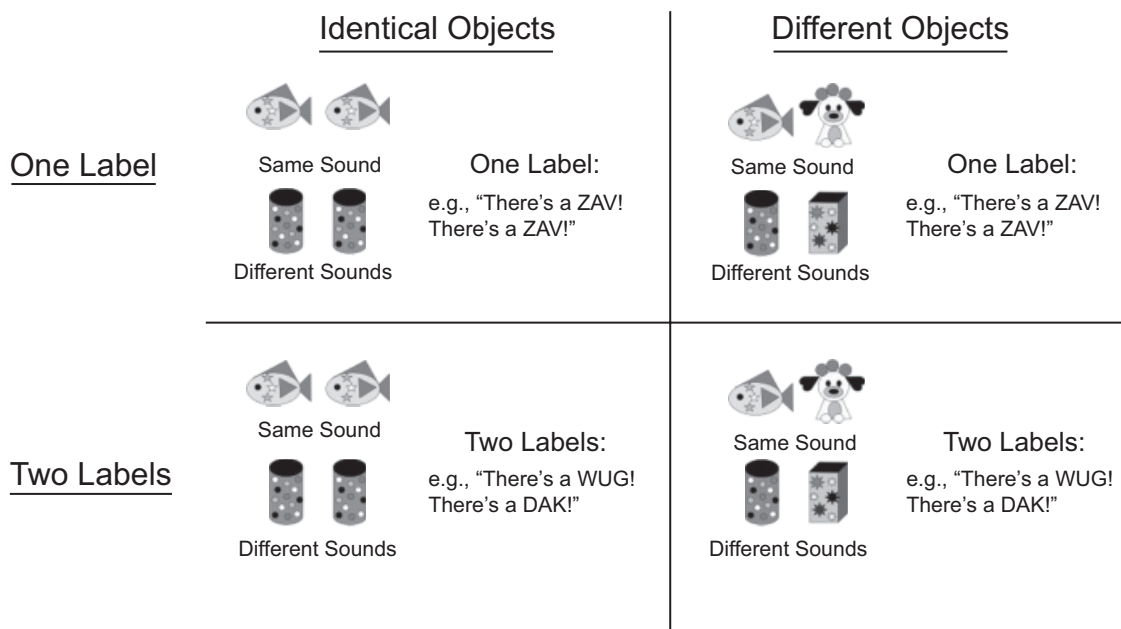 Identical Objects
Different Objects
One Label
Same Sound
One Label:
e.g., “There’s a ZAV!
There’s a ZAV!”
Different Sounds
Same Sound
One Label:
e.g., “There’s a ZAV!
There’s a ZAV!”
Different Sounds
Two Labels
Same Sound
Two Labels:
e.g., “There’s a WUG!
There’s a DAK!”
Different Sounds
Same Sound
Two Labels:
e.g., “There’s a WUG!
There’s a DAK!”
Different Sounds